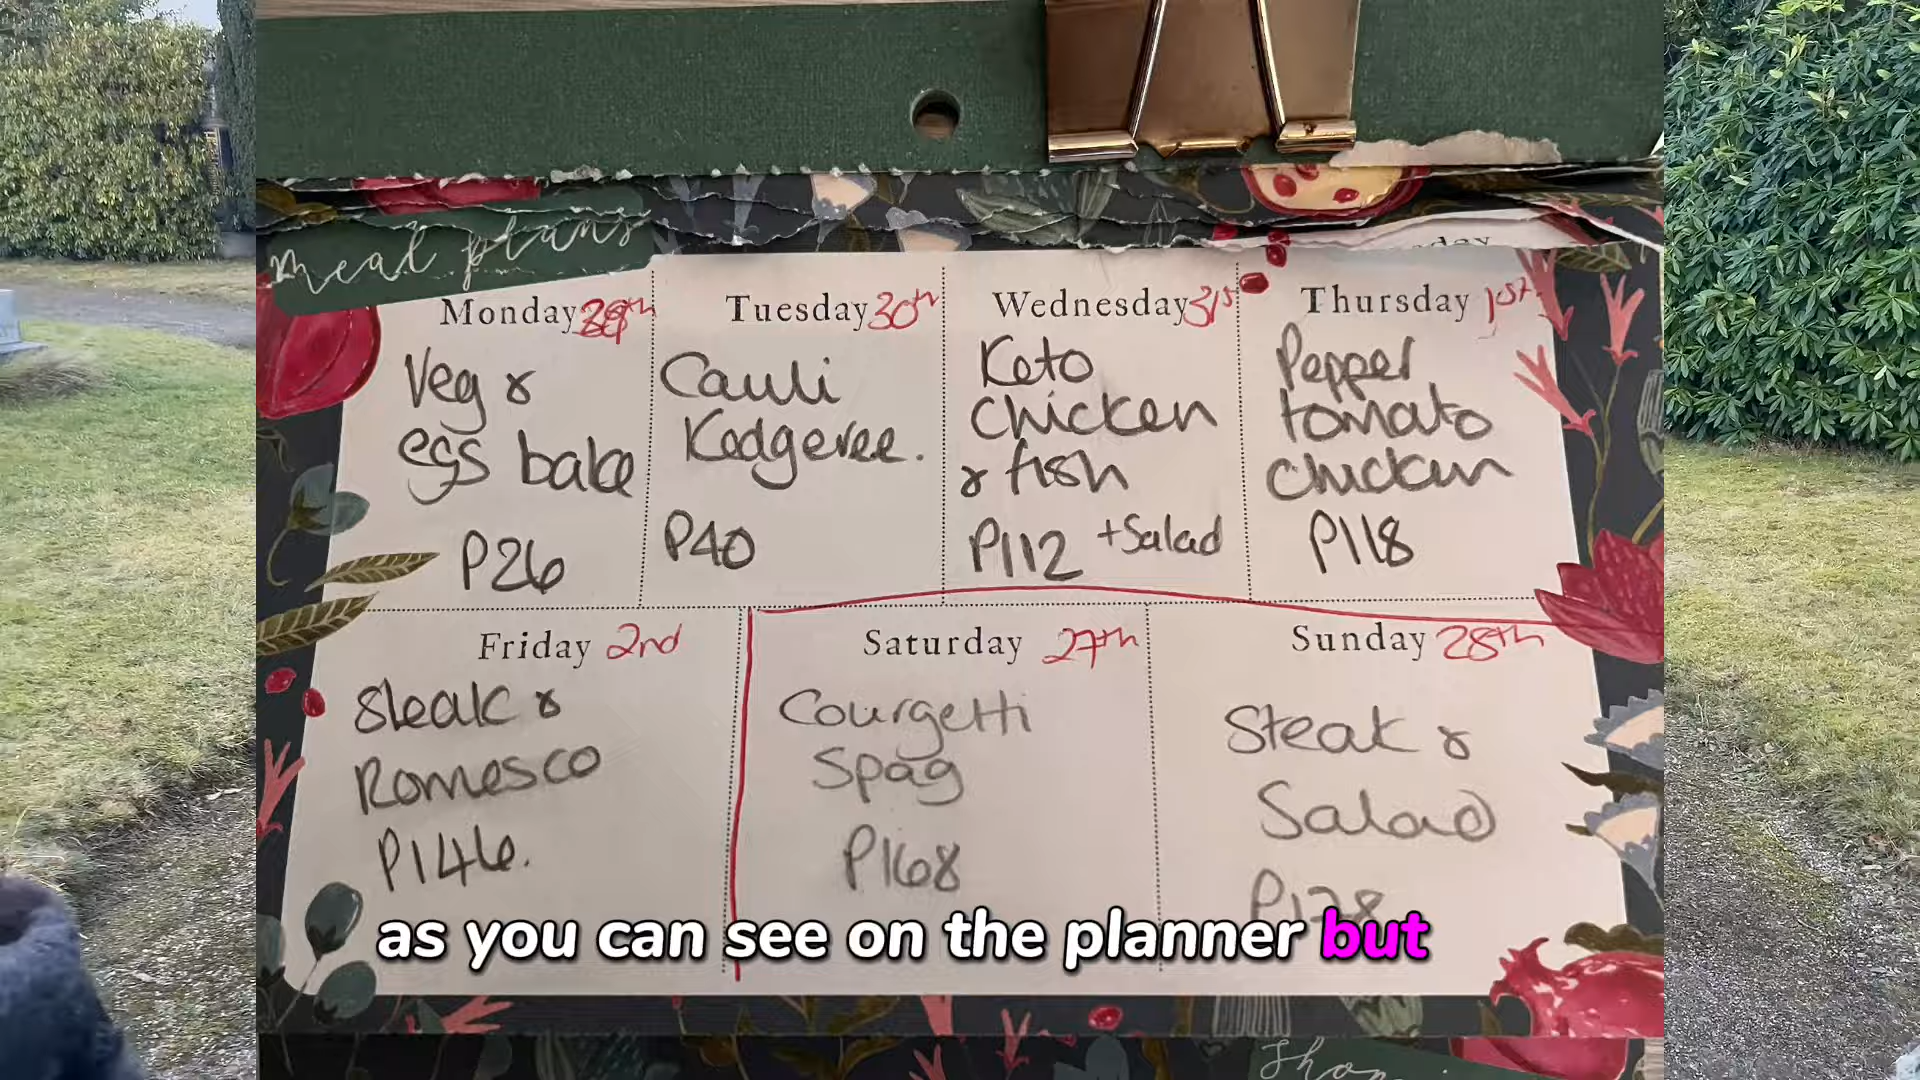 meal plans
Monday 29th
Veg &
egg bake
P26
Tuesday 30th
Cauli
Kedgeree.
P40
Wednesday 31st
Keto
chicken
& fish
P112 + Salad
Thursday 1st
Pepper
tomato
chicken
P118
Friday 2nd
Steak &
Romesco
P146.
Saturday 27th
Courgetti
Spag
P168
Sunday 28th
Steak &
Salad
P178
as you can see on the planner but